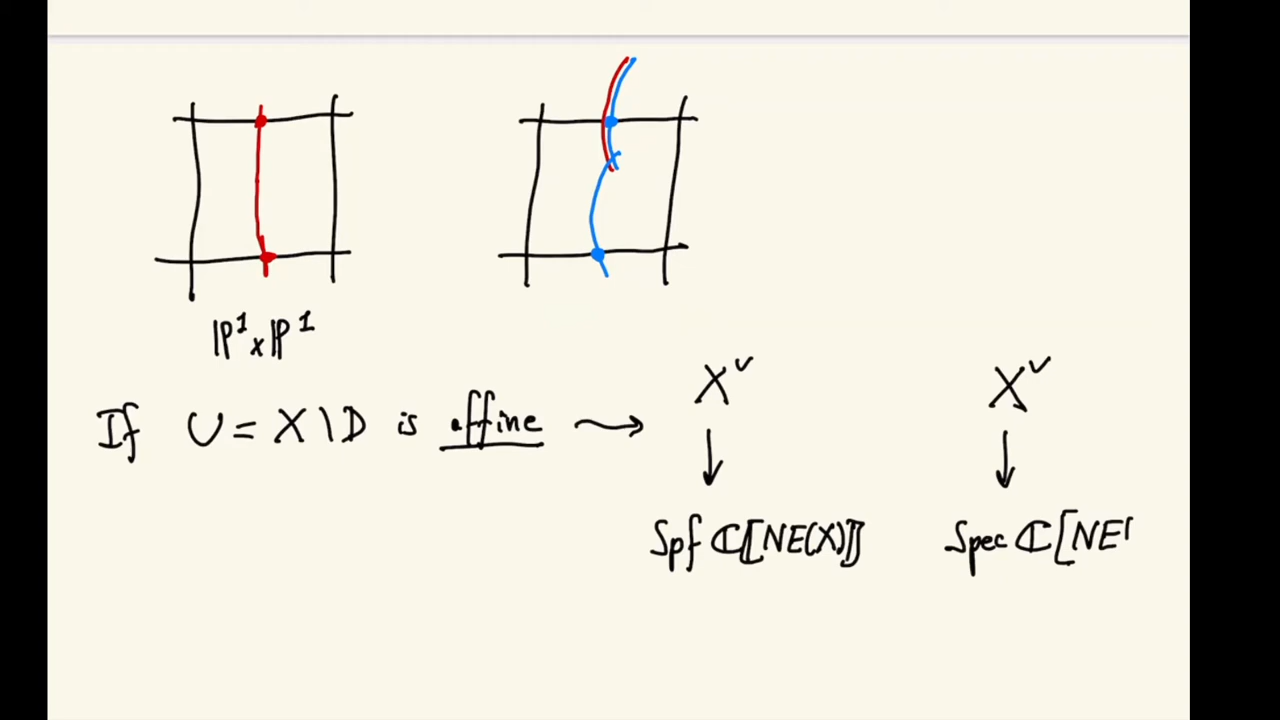 ℙ¹ × ℙ¹
X^∨ X^∨
If U = X \ D is affine ⇝
↓ ↓
Spf ℂ[[NE(X)]] Spec ℂ[NE(